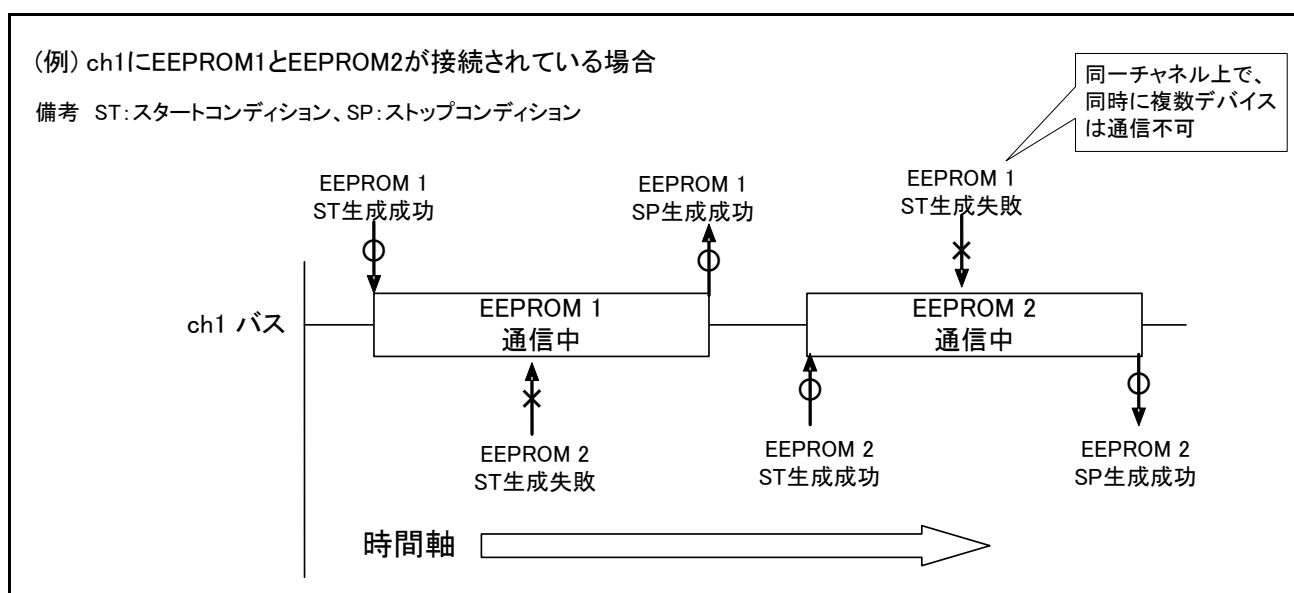 (例) ch1にEEPROM1とEEPROM2が接続されている場合
備考 ST：スタートコンディション、SP：ストップコンディション
同一チャネル上で、
同時に複数デバイス
は通信不可
EEPROM 1
ST生成成功
EEPROM 1
SP生成成功
EEPROM 1
ST生成失敗
ch1 バス
EEPROM 1
通信中
EEPROM 2
通信中
EEPROM 2
ST生成失敗
EEPROM 2
ST生成成功
EEPROM 2
SP生成成功
時間軸